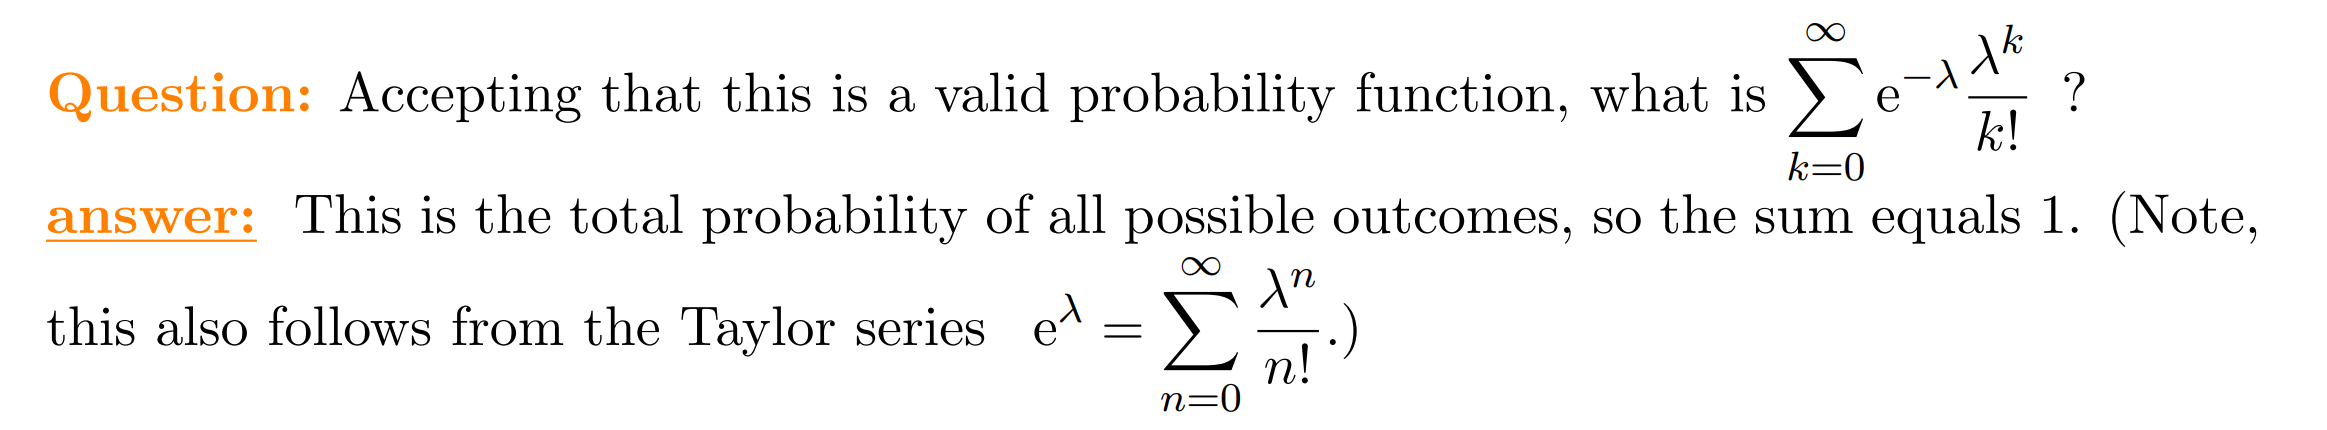 Question: Accepting that this is a valid probability function, what is $\sum_{k=0}^{\infty} \mathrm{e}^{-\lambda} \frac{\lambda^k}{k!}$ ?
answer: This is the total probability of all possible outcomes, so the sum equals 1. (Note,
this also follows from the Taylor series $\mathrm{e}^{\lambda} = \sum_{n=0}^{\infty} \frac{\lambda^n}{n!}$.)